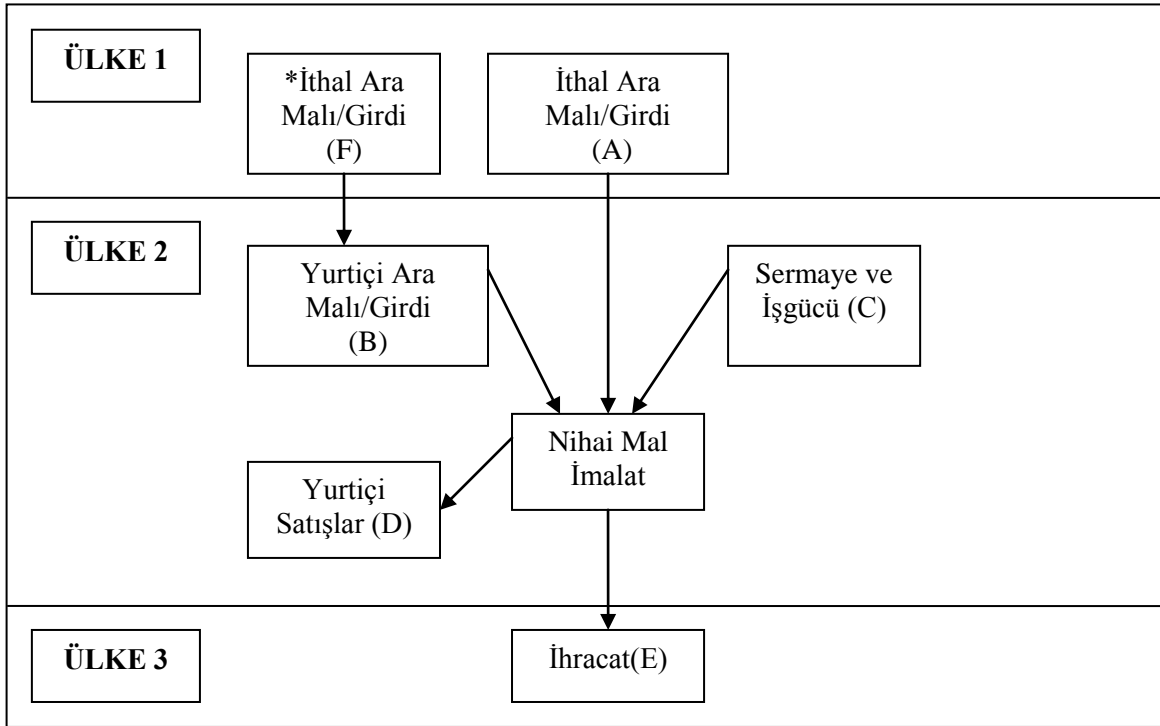 ÜLKE 1
*İthal Ara
Malı/Girdi
(F)
İthal Ara
Malı/Girdi
(A)
ÜLKE 2
Yurtiçi Ara
Malı/Girdi
(B)
Sermaye ve
İşgücü (C)
Nihai Mal
İmalat
Yurtiçi
Satışlar (D)
ÜLKE 3
İhracat(E)